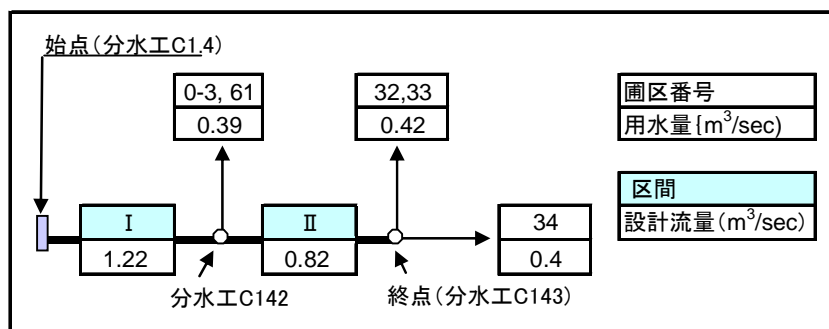 始点(分水工C1.4)
0-3, 61
0.39
32,33
0.42
圃区番号
用水量{m³/sec)
区間
設計流量(m³/sec)
Ⅰ
1.22
Ⅱ
0.82
34
0.4
分水工C142
終点(分水工C143)